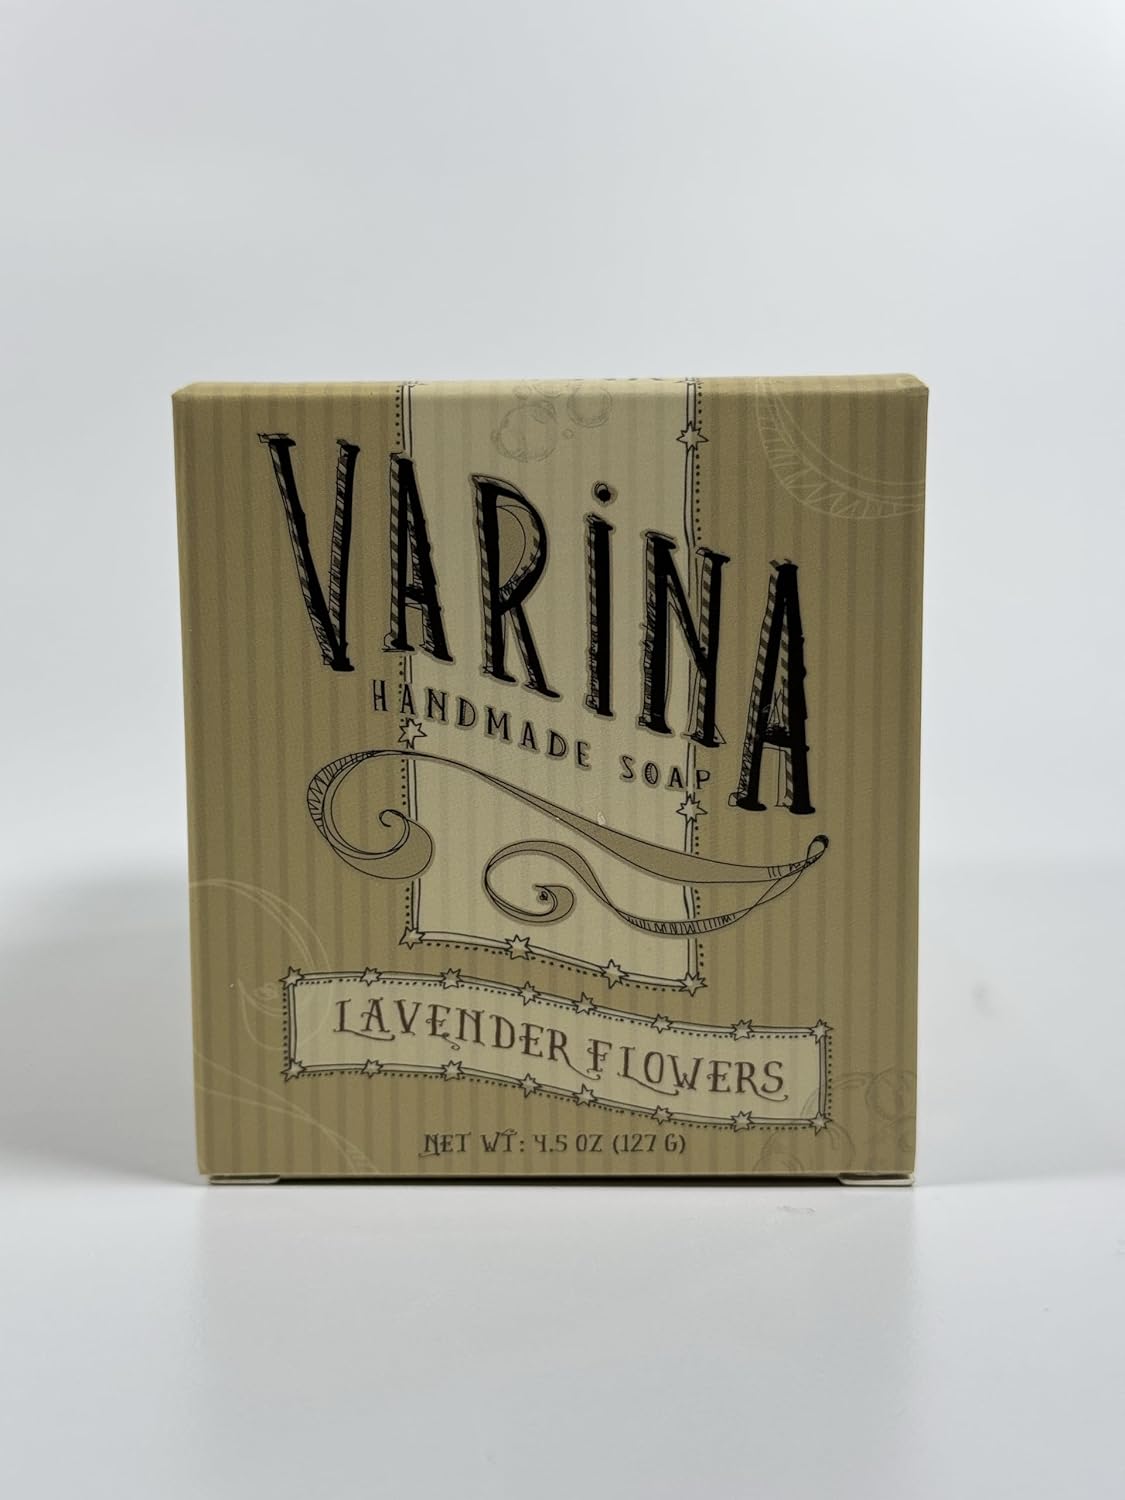 VARiNA
HANDMADE SOAP
LAVENDER FLOWERS
NET WT: 4.5 OZ (127 G)